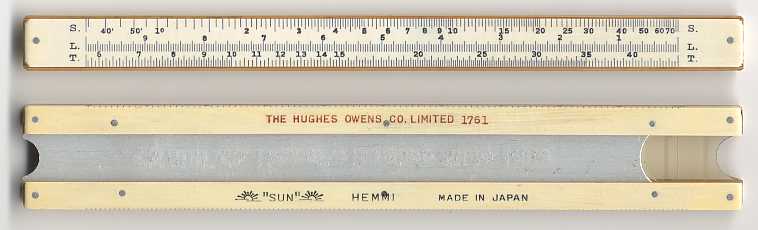 S. 40' 50' 1° 2 3 4 5 6 7 8 9 10 15 20 25 30 40 50 60 70 S.
L. 9 8 7 6 5 4 3 2 1 L.
T. 6 7 8 9 10 11 12 13 14 15 20 25 30 35 40 T.
THE HUGHES OWENS CO. LIMITED 1761
"SUN" HEMMI MADE IN JAPAN